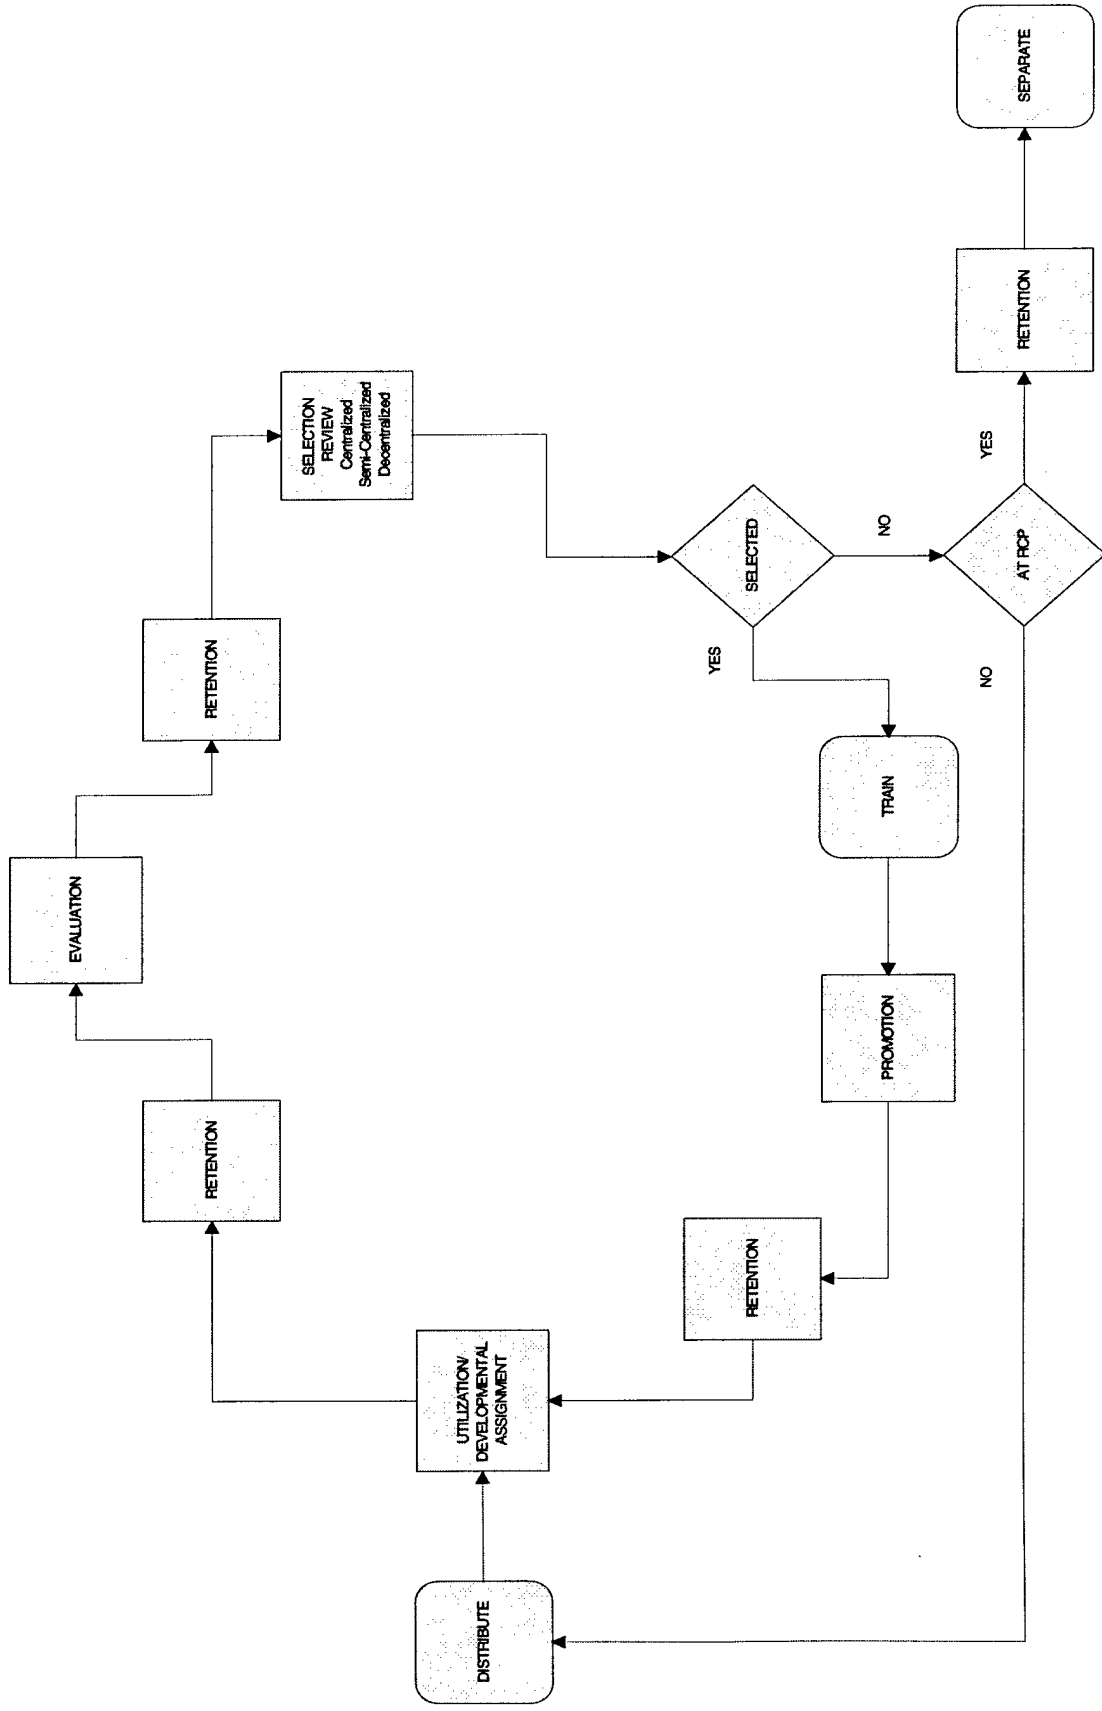 DISTRIBUTE
UTILIZATION/
DEVELOPMENTAL
ASSIGNMENT
RETENTION
EVALUATION
RETENTION
SELECTION
REVIEW
Centralized
Semi-Centralized
Decentralized
SELECTED
YES
NO
TRAIN
PROMOTION
RETENTION
AT RCP
NO
YES
RETENTION
SEPARATE